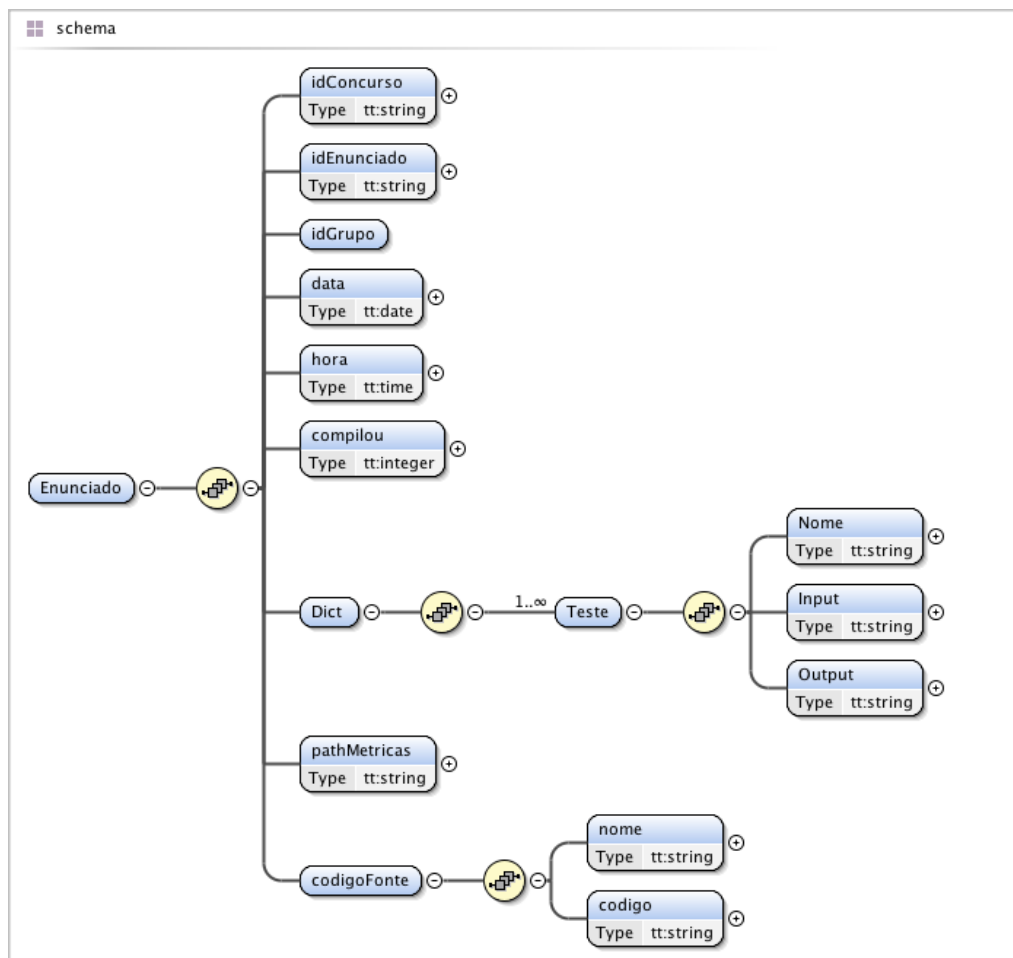 schema
idConcurso
Type tt:string
idEnunciado
Type tt:string
idGrupo
data
Type tt:date
hora
Type tt:time
compilou
Type tt:integer
Enunciado
Dict
1..∞
Teste
Nome
Type tt:string
Input
Type tt:string
Output
Type tt:string
pathMetricas
Type tt:string
codigoFonte
nome
Type tt:string
codigo
Type tt:string